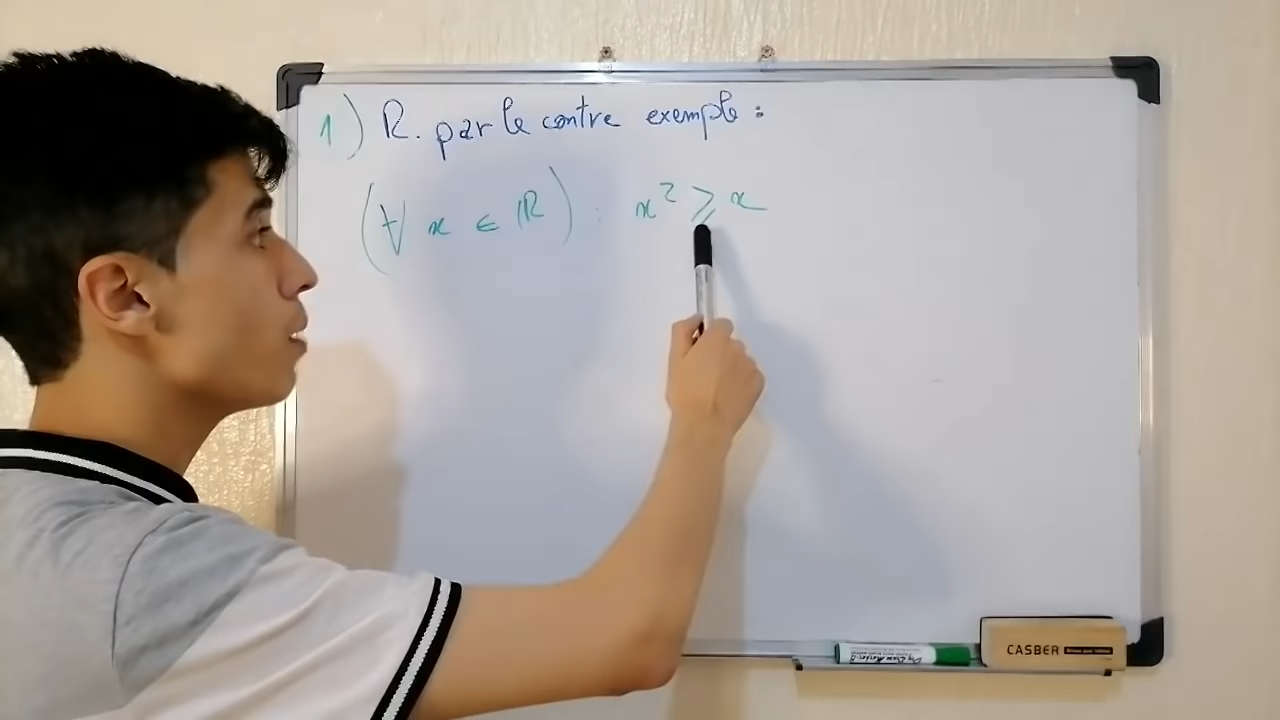 1) R. par le contre exemple :
(∀ x ∈ ℝ) : x² ⩾ x
CASBER